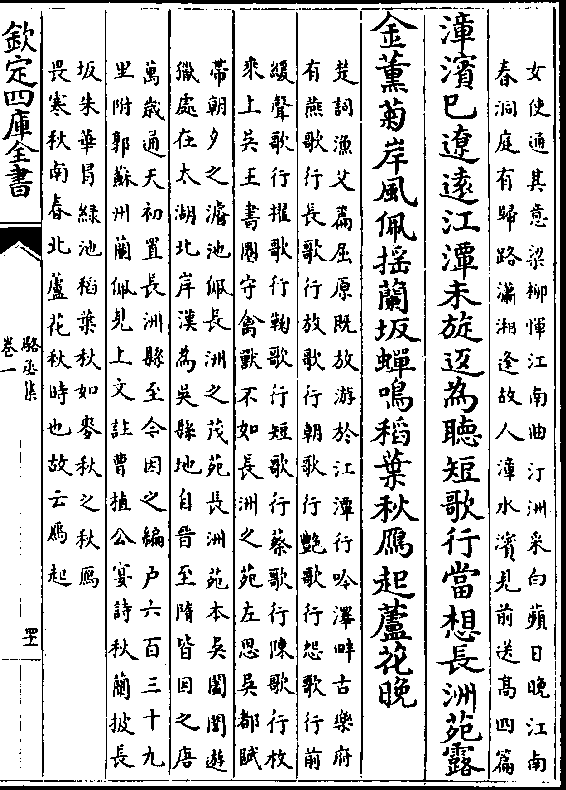 女使通其意梁柳惲江南曲汀洲采白蘋日晚江南
春洞庭有歸路瀟湘逢故人漳水濱見前送高四篇
漳濱已遼遠江潭未旋返為聽短歌行當想長洲苑露
金薰菊岸風佩搖蘭坂蟬鳴稻葉秋鴈起蘆花晚
楚詞漁父篇屈原既放游於江潭行吟澤畔古樂府
有燕歌行長歌行放歌行朝歌行艷歌行怨歌行前
緩聲歌行擢歌行鞠歌行短歌行蔡歌行陳歌行枚
乘上吳王書圈守禽獸不如長洲之苑左思吳都賦
帶朝夕之濬池佩長洲之茂苑長洲苑本吳闔閭遊
獵處在太湖北岸漢為吳縣地自晉至隋皆因之唐
萬歲通天初置長洲縣至今因之編户六百三十九
里附郭蘇州蘭佩見上文註曹植公宴詩秋蘭披長
坂朱華冐緑池稻葉秋如麥秋之秋鴈
畏寒秋南春北蘆花秋時也故云鴈起
欽定四庫全書
駱丞集
卷一